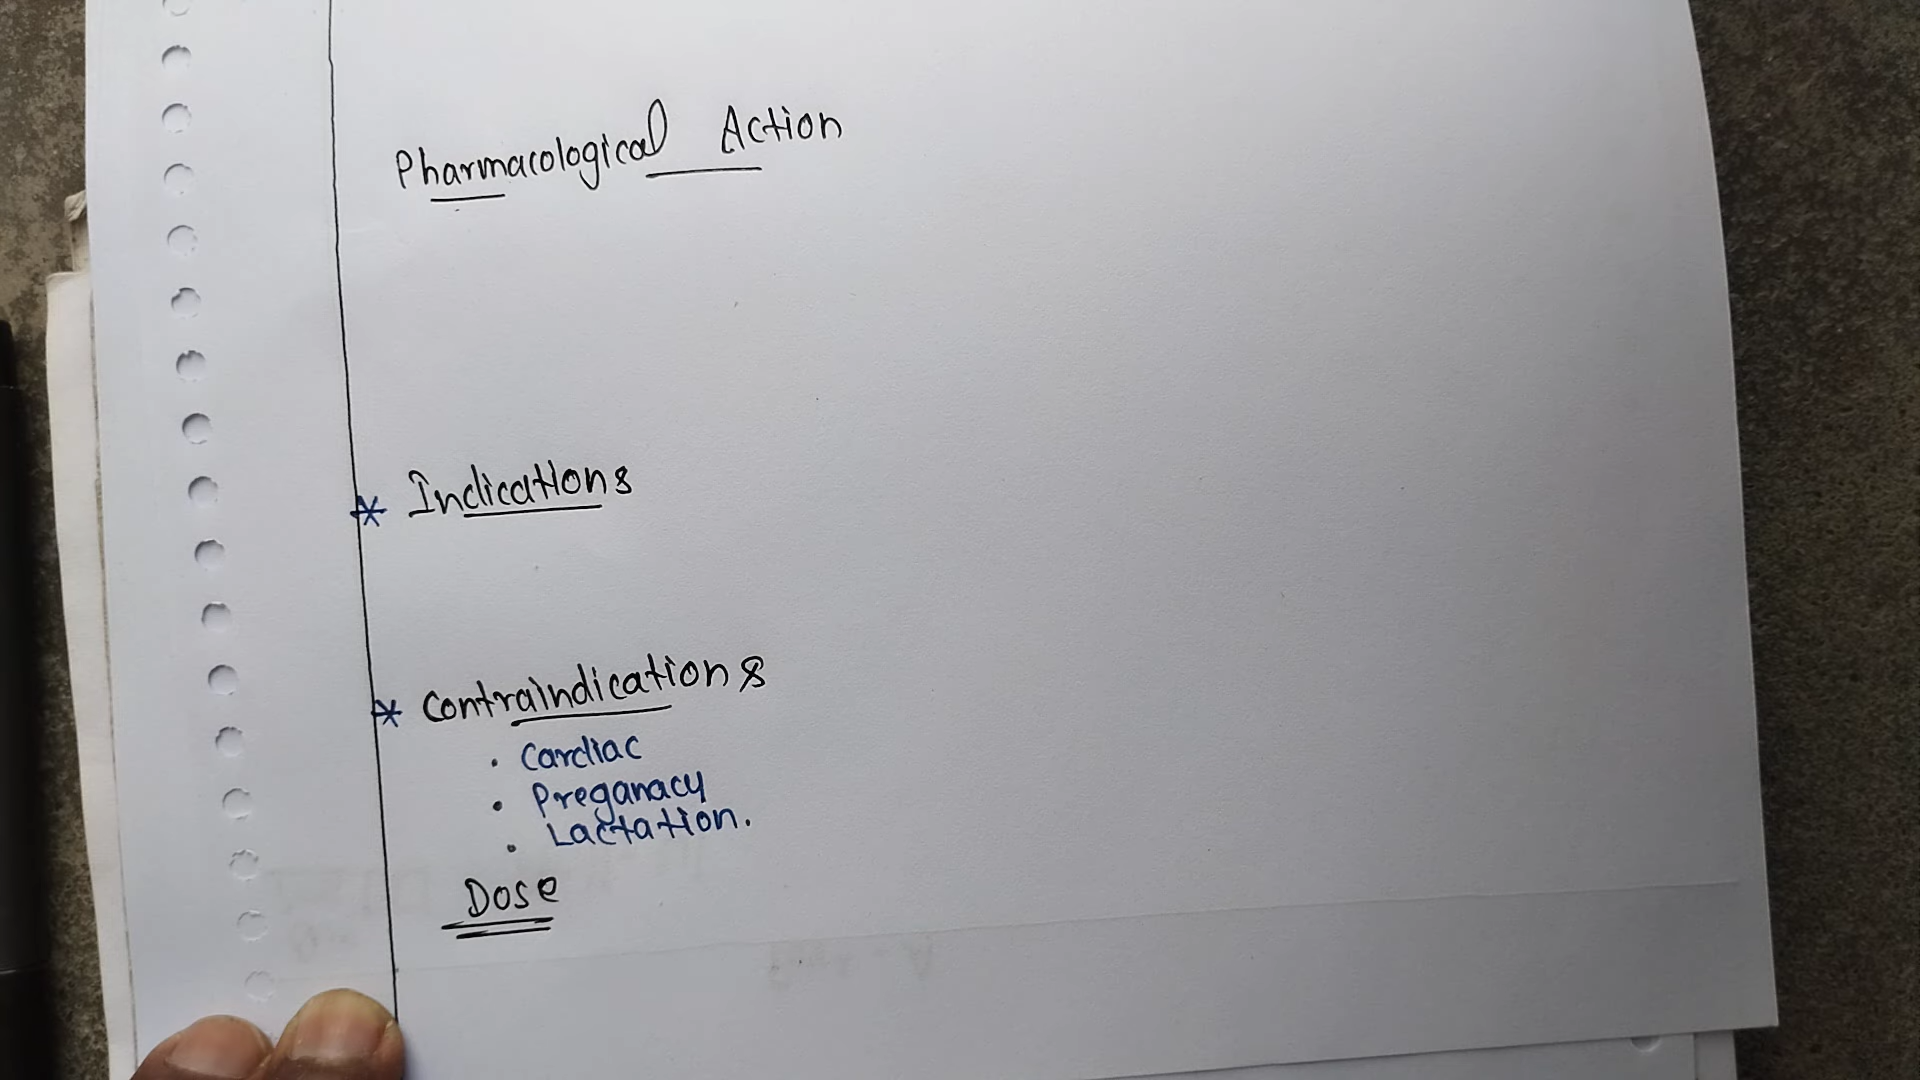 Pharmacological Action
* Indications
* Contraindications
. Cardiac
. Preganacy
. Lactation.
Dose